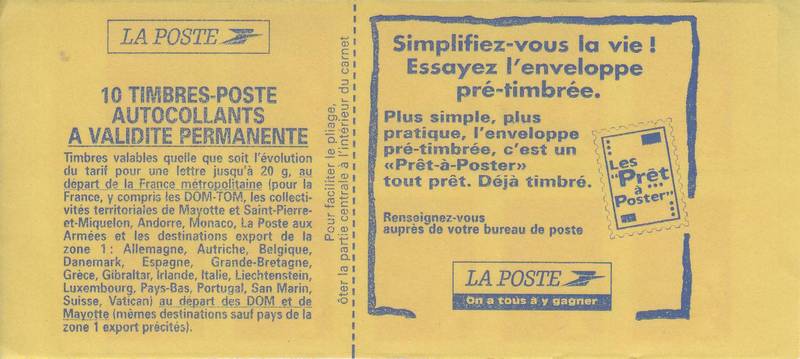 LA POSTE
10 TIMBRES-POSTE
AUTOCOLLANTS
A VALIDITE PERMANENTE
Timbres valables quelle que soit l'évolution
du tarif pour une lettre jusqu'à 20 g, au
départ de la France métropolitaine (pour la
France, y compris les DOM-TOM, les collecti-
vités territoriales de Mayotte et Saint-Pierre-
et-Miquelon, Andorre, Monaco, La Poste aux
Armées et les destinations export de la
zone 1 : Allemagne, Autriche, Belgique,
Danemark, Espagne, Grande-Bretagne,
Grèce, Gibraltar, Irlande, Italie, Liechtenstein,
Luxembourg, Pays-Bas, Portugal, San Marin,
Suisse, Vatican) au départ des DOM et de
Mayotte (mêmes destinations sauf pays de la
zone 1 export précités).
Pour faciliter le pliage,
ôter la partie centrale à l'intérieur du carnet
Simplifiez-vous la vie !
Essayez l'enveloppe
pré-timbrée.
Plus simple, plus
pratique, l'enveloppe
pré-timbrée, c'est un
«Prêt-à-Poster»
tout prêt. Déjà timbré.
Les
"Prêt
à
Poster"
Renseignez-vous
auprès de votre bureau de poste
LA POSTE
On a tous à y gagner